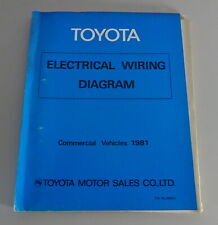 TOYOTA
ELECTRICAL WIRING
DIAGRAM
Commercial Vehicles 1981
TOYOTA MOTOR SALES CO.,LTD.